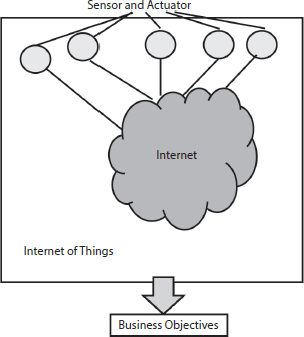 Sensor and Actuator
Internet
Internet of Things
Business Objectives